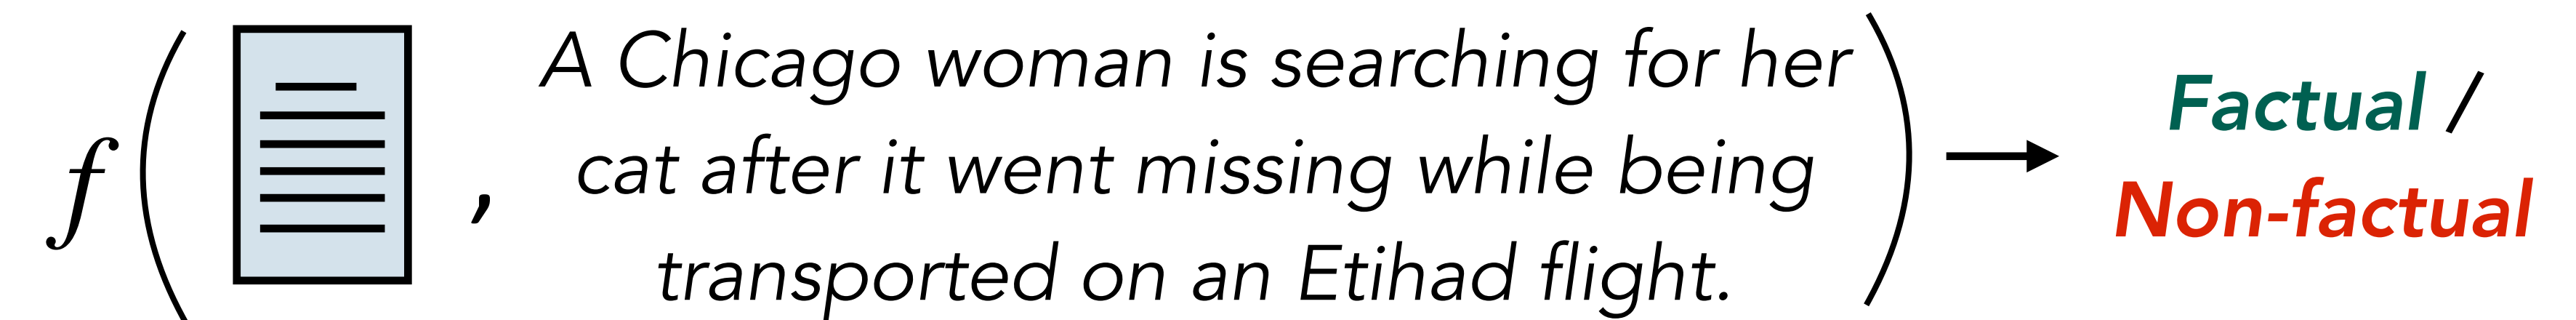 A Chicago woman is searching for her
cat after it went missing while being
transported on an Etihad flight.
f( , ) → Factual /
Non-factual